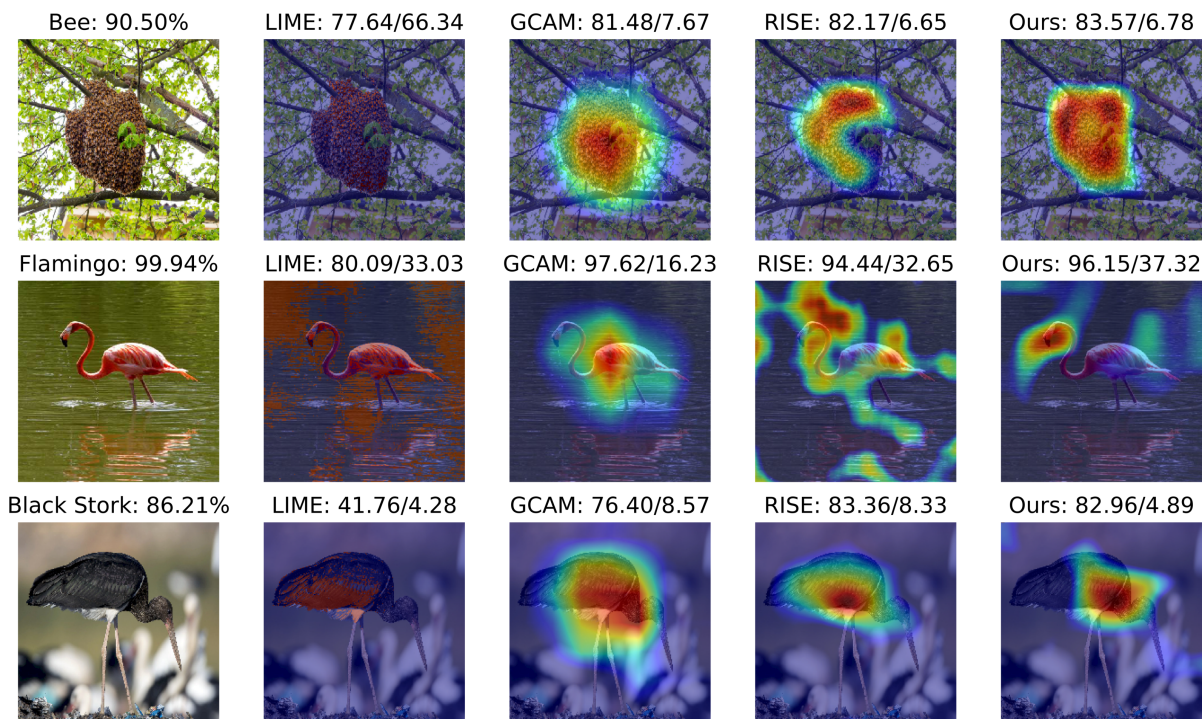 Bee: 90.50% LIME: 77.64/66.34 GCAM: 81.48/7.67 RISE: 82.17/6.65 Ours: 83.57/6.78
Flamingo: 99.94% LIME: 80.09/33.03 GCAM: 97.62/16.23 RISE: 94.44/32.65 Ours: 96.15/37.32
Black Stork: 86.21% LIME: 41.76/4.28 GCAM: 76.40/8.57 RISE: 83.36/8.33 Ours: 82.96/4.89